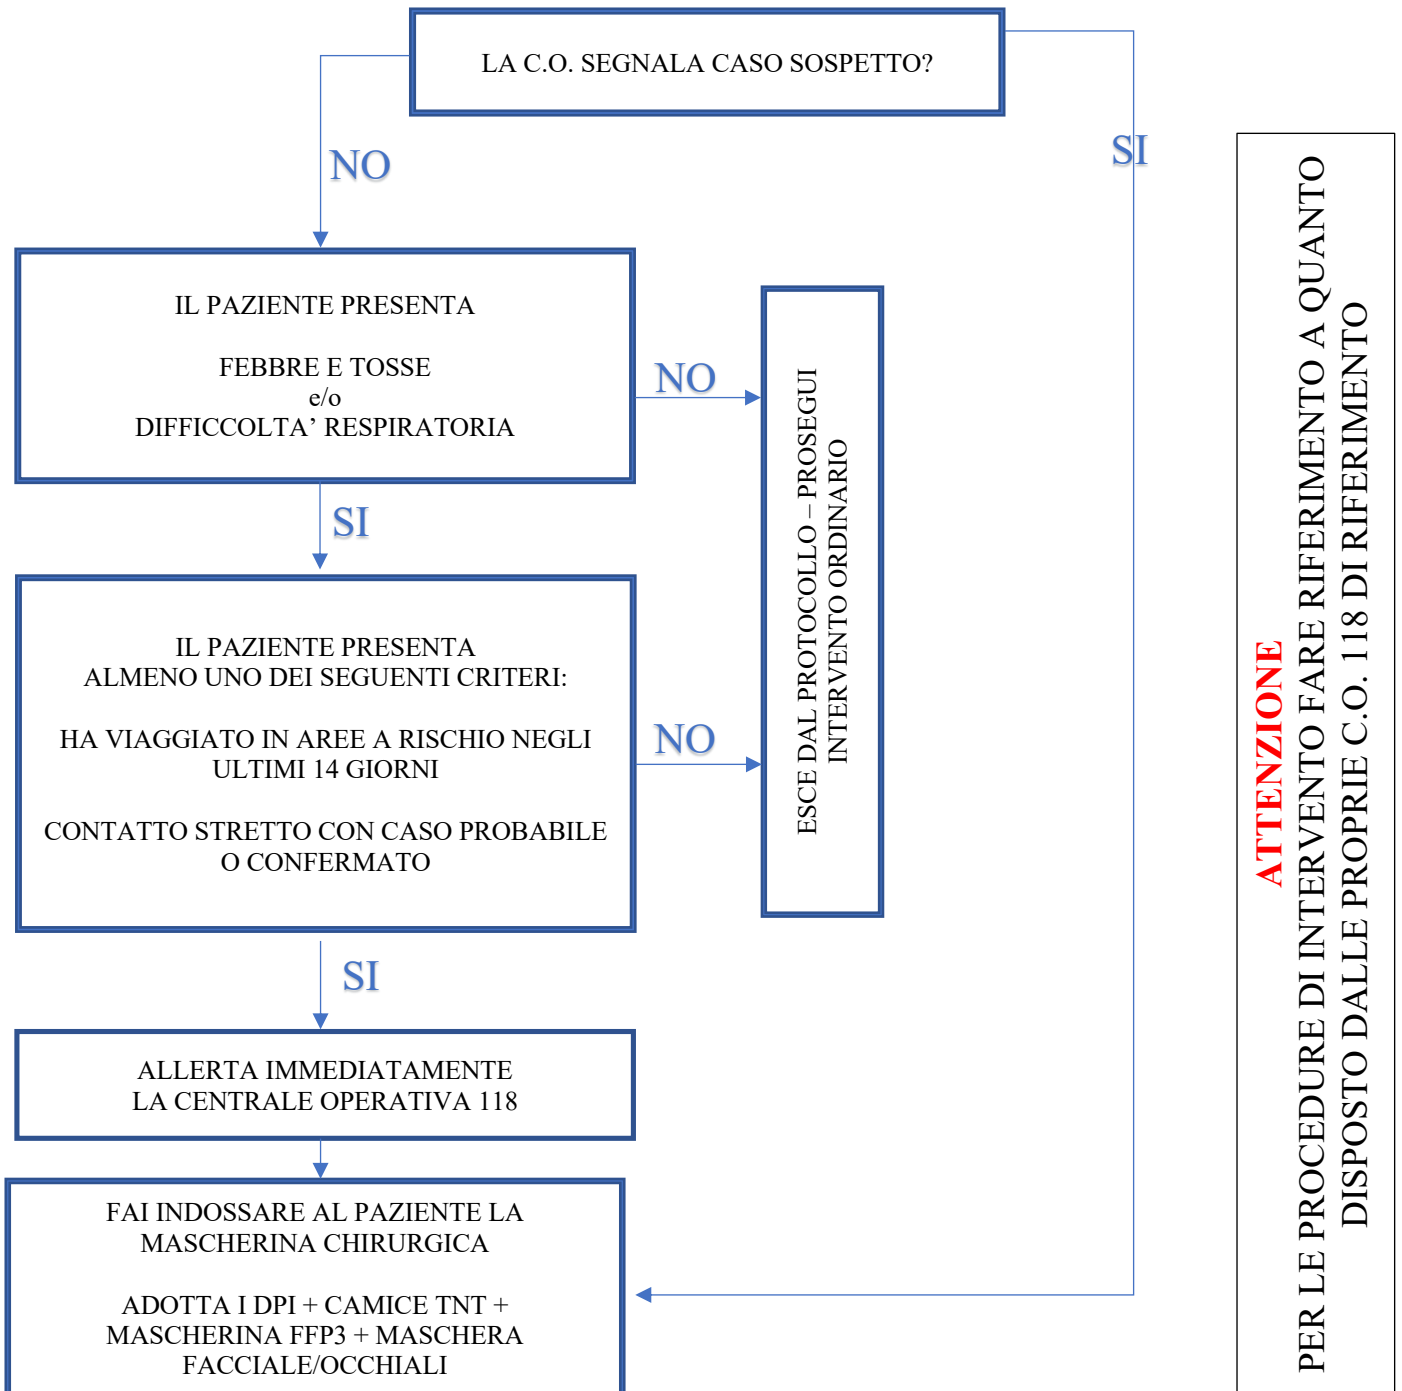 LA C.O. SEGNALA CASO SOSPETTO?
NO
SI
IL PAZIENTE PRESENTA
FEBBRE E TOSSE
e/o
DIFFICCOLTA’ RESPIRATORIA
NO
SI
IL PAZIENTE PRESENTA
ALMENO UNO DEI SEGUENTI CRITERI:
HA VIAGGIATO IN AREE A RISCHIO NEGLI
ULTIMI 14 GIORNI
CONTATTO STRETTO CON CASO PROBABILE
O CONFERMATO
NO
ESCE DAL PROTOCOLLO – PROSEGUI
INTERVENTO ORDINARIO
SI
ALLERTA IMMEDIATAMENTE
LA CENTRALE OPERATIVA 118
FAI INDOSSARE AL PAZIENTE LA
MASCHERINA CHIRURGICA
ADOTTA I DPI + CAMICE TNT +
MASCHERINA FFP3 + MASCHERA
FACCIALE/OCCHIALI
ATTENZIONE
PER LE PROCEDURE DI INTERVENTO FARE RIFERIMENTO A QUANTO
DISPOSTO DALLE PROPRIE C.O. 118 DI RIFERIMENTO